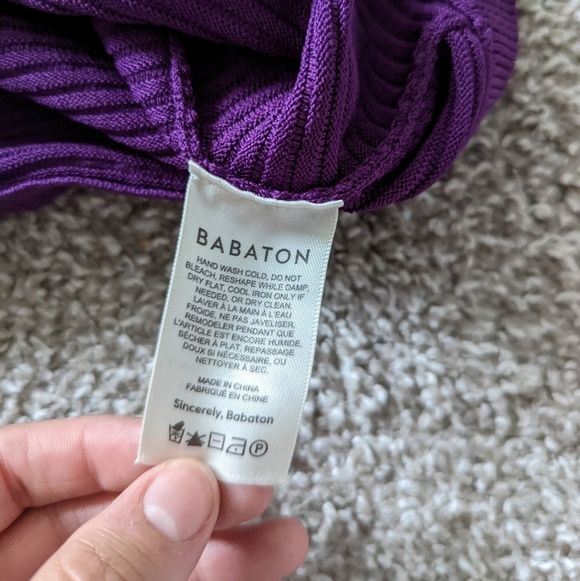 BABATON
HAND WASH COLD, DO NOT
BLEACH, RESHAPE WHILE DAMP,
DRY FLAT, COOL IRON ONLY IF
NEEDED, OR DRY CLEAN.
LAVER À LA MAIN À L'EAU
FROIDE, NE PAS JAVELISER,
REMODELER PENDANT QUE
L'ARTICLE EST ENCORE HUMIDE,
SÉCHER À PLAT, REPASSAGE
DOUX SI NÉCESSAIRE, OU
NETTOYER À SEC.
MADE IN CHINA
FABRIQUÉ EN CHINE
Sincerely, Babaton
P